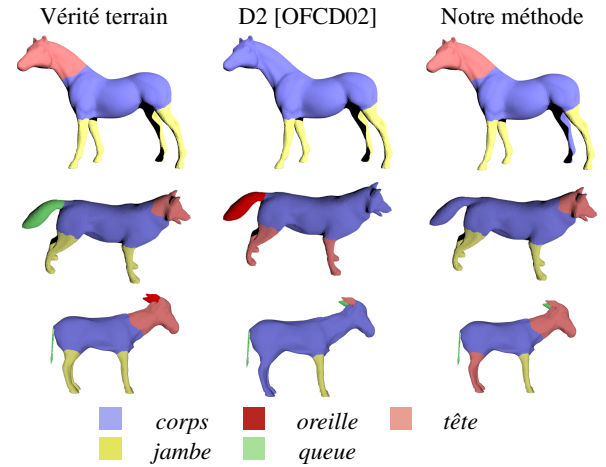 Vérité terrain D2 [OFCD02] Notre méthode
corps oreille tête
jambe queue